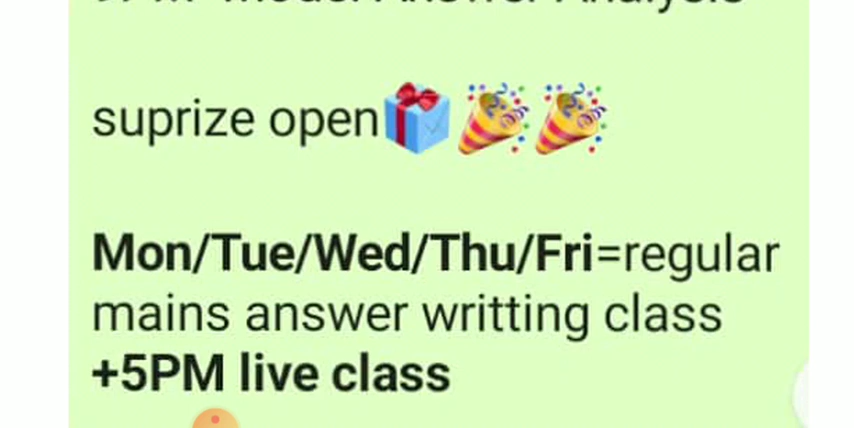 suprize open🎁🎉🎉
Mon/Tue/Wed/Thu/Fri=regular
mains answer writting class
+5PM live class